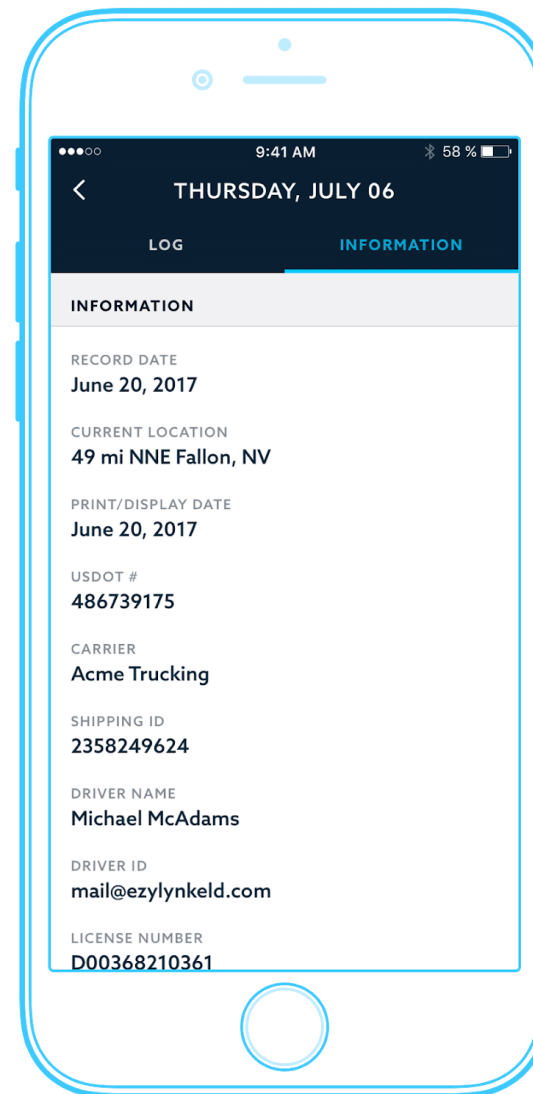 9:41 AM
58 %
THURSDAY, JULY 06
LOG
INFORMATION
INFORMATION
RECORD DATE
June 20, 2017
CURRENT LOCATION
49 mi NNE Fallon, NV
PRINT/DISPLAY DATE
June 20, 2017
USDOT #
486739175
CARRIER
Acme Trucking
SHIPPING ID
2358249624
DRIVER NAME
Michael McAdams
DRIVER ID
mail@ezylynkeld.com
LICENSE NUMBER
D00368210361